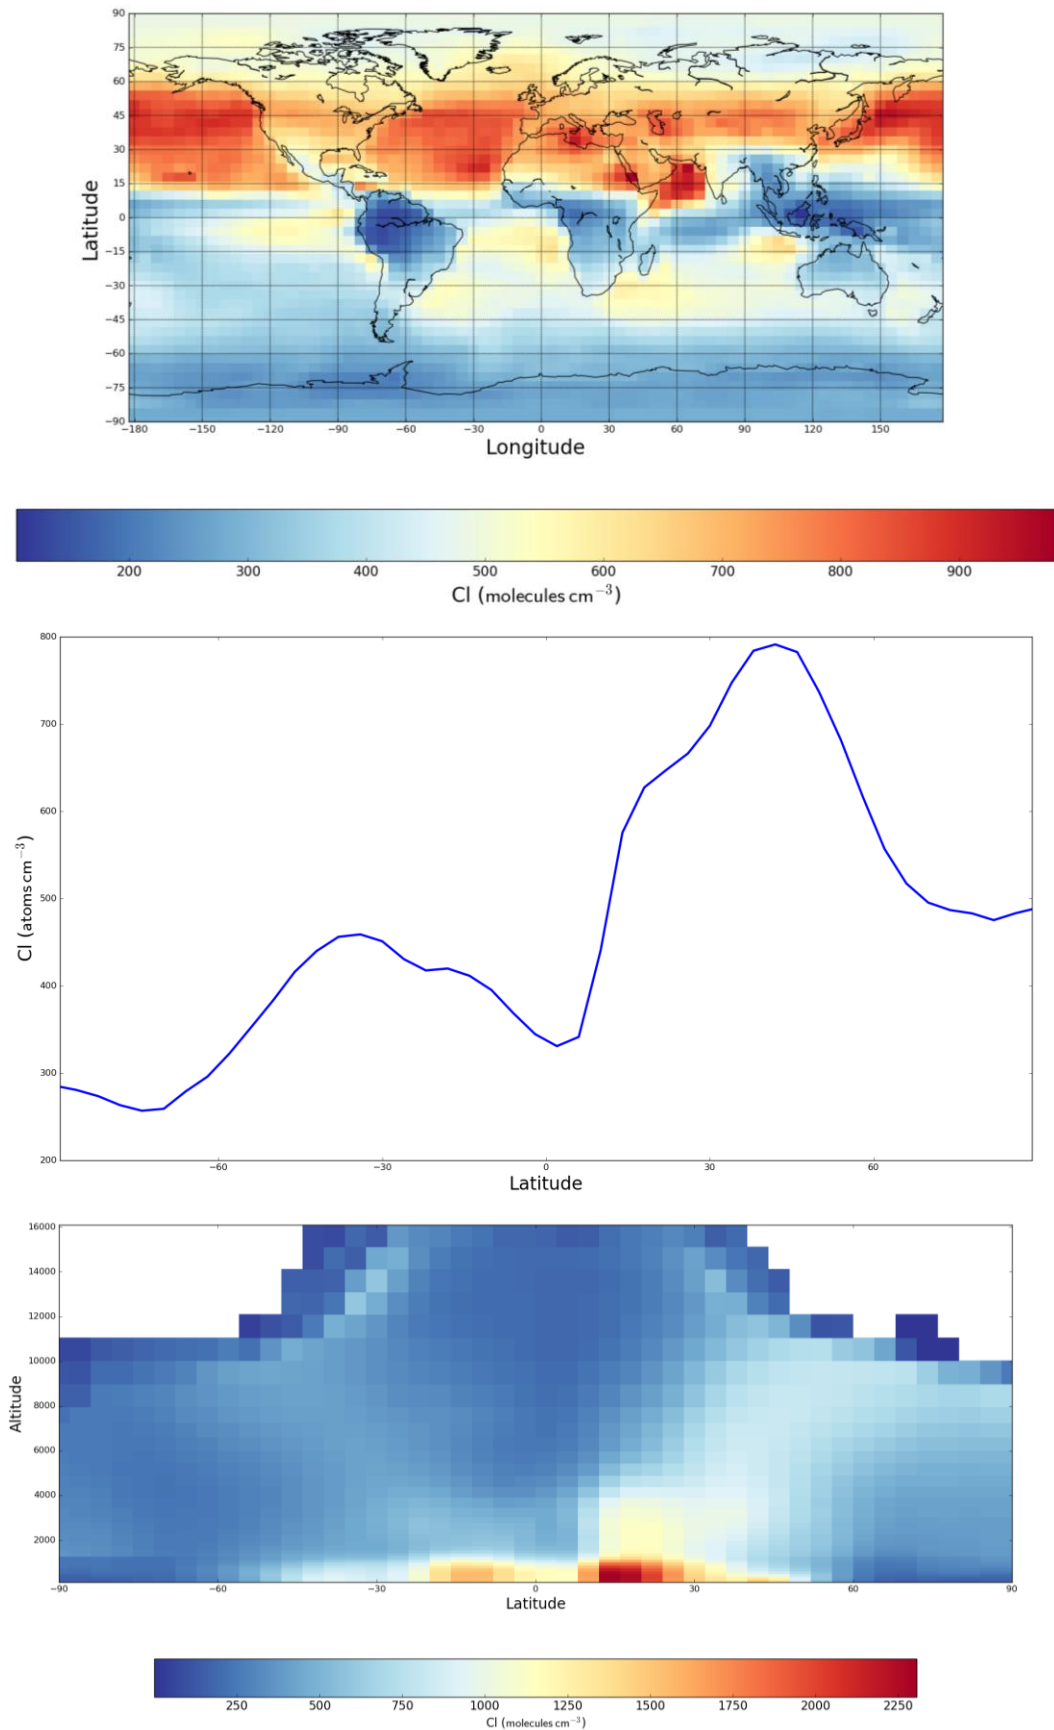 90
75
60
45
30
15
0
−15
−30
−45
−60
−75
−90
Latitude
−180 −150 −120 −90 −60 −30 0 30 60 90 120 150
Longitude
200 300 400 500 600 700 800 900
Cl (molecules cm⁻³)
800
700
600
500
400
300
200
Cl (atoms cm⁻³)
−60 −30 0 30 60
Latitude
16000
14000
12000
10000
8000
6000
4000
2000
Altitude
−90 −60 −30 0 30 60 90
Latitude
250 500 750 1000 1250 1500 1750 2000 2250
Cl (molecules cm⁻³)